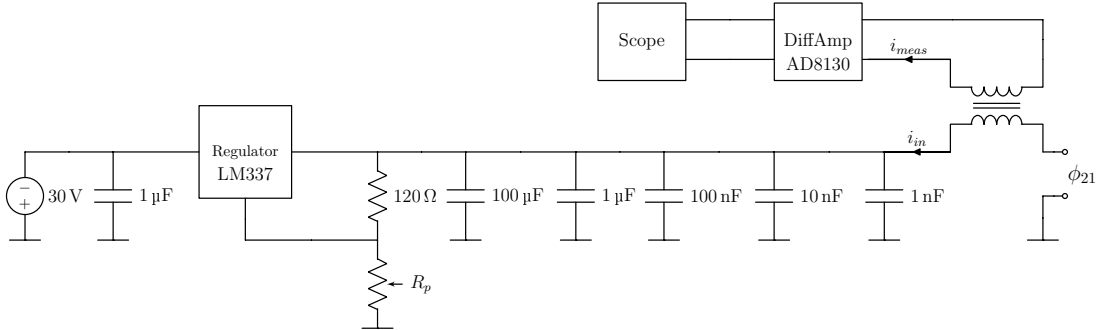 Scope
DiffAmp
AD8130
i_meas
Regulator
LM337
i_in
ϕ_21
30 V
−
+
1 µF
120 Ω
100 µF
1 µF
100 nF
10 nF
1 nF
R_p